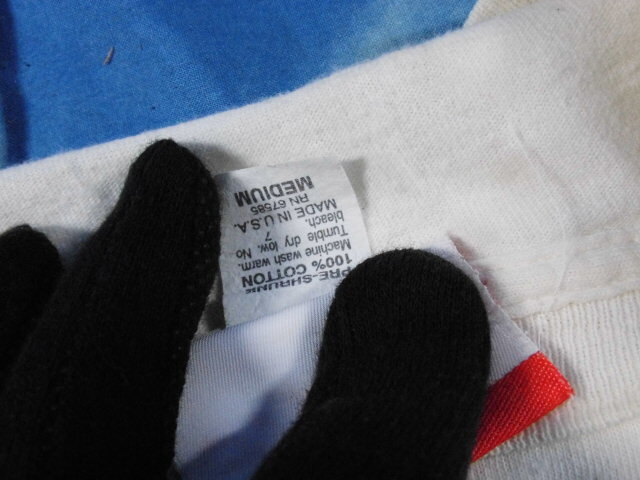 PRE-SHRUNK
100% COTTON
Machine wash warm.
Tumble dry low. No
bleach. 7
MADE IN U.S.A.
RN 67585
MEDIUM